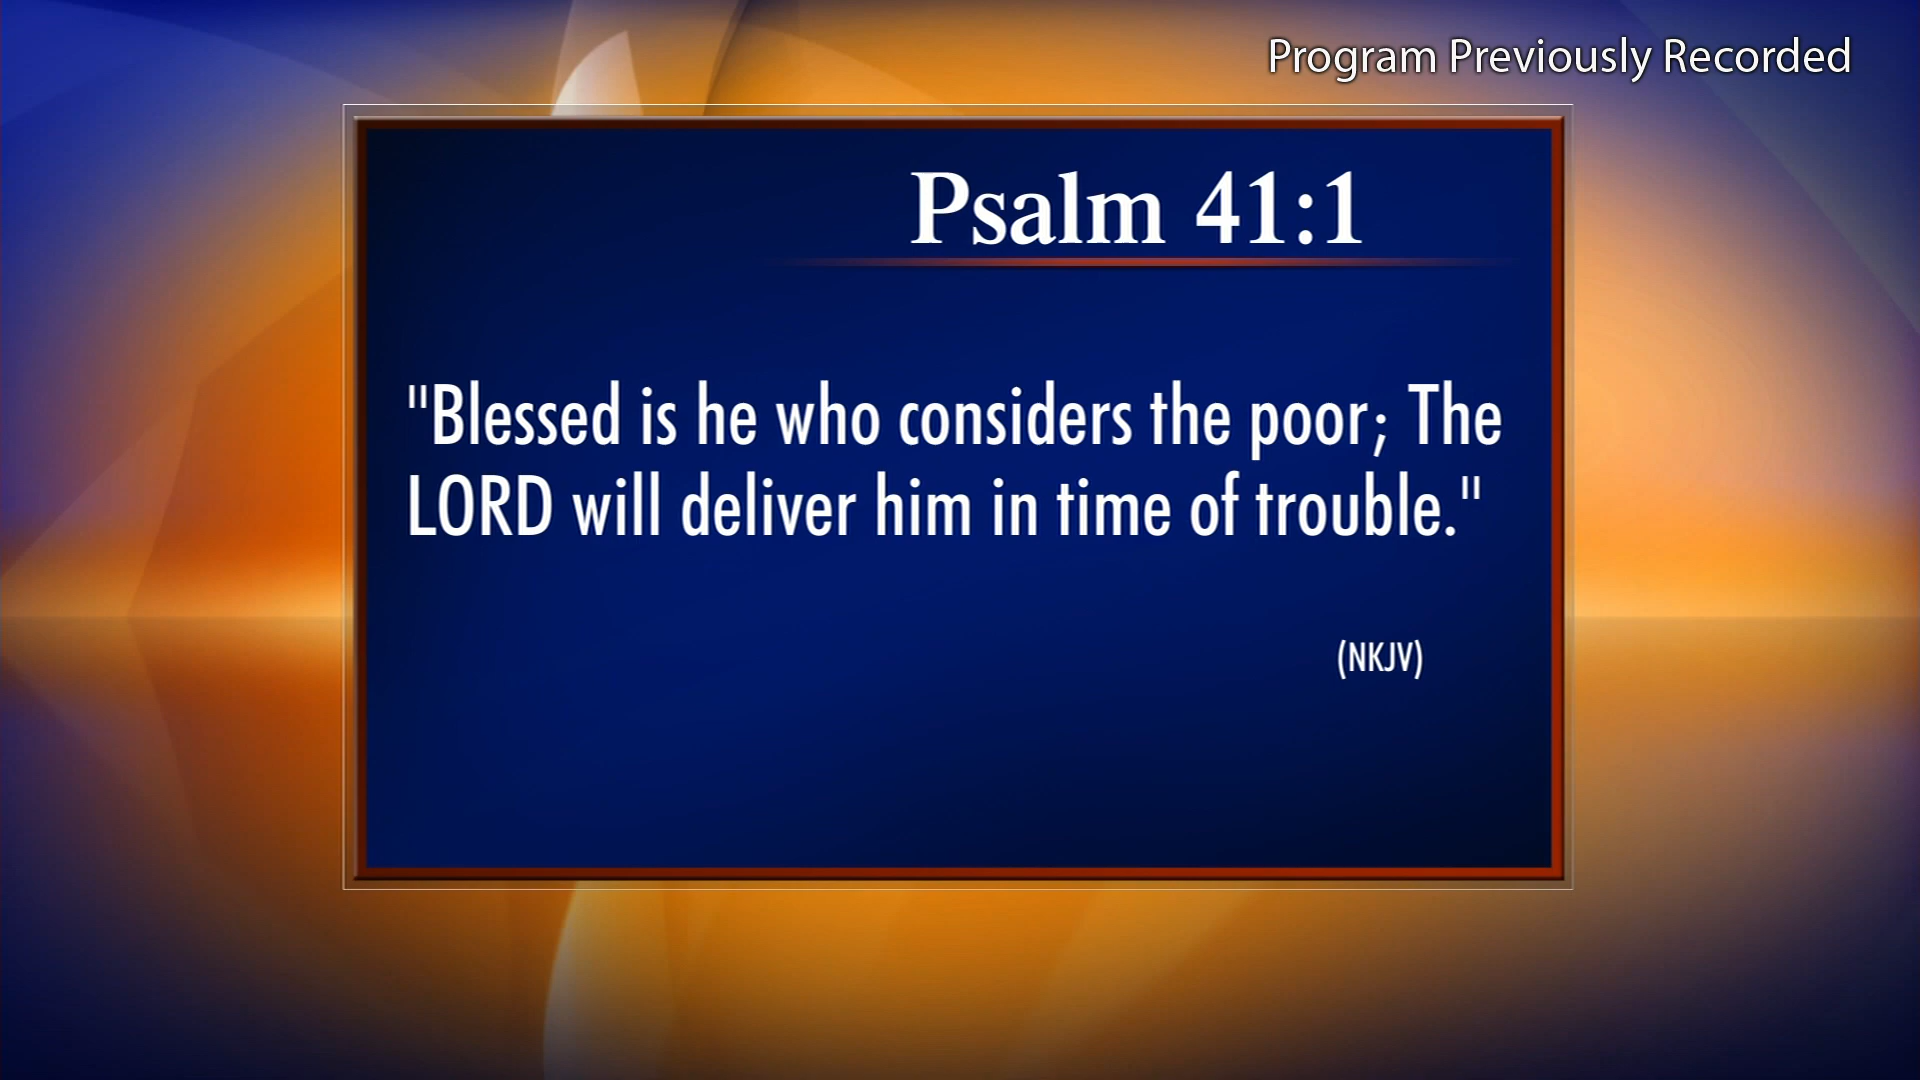 Program Previously Recorded
Psalm 41:1
"Blessed is he who considers the poor; The
LORD will deliver him in time of trouble."
(NKJV)